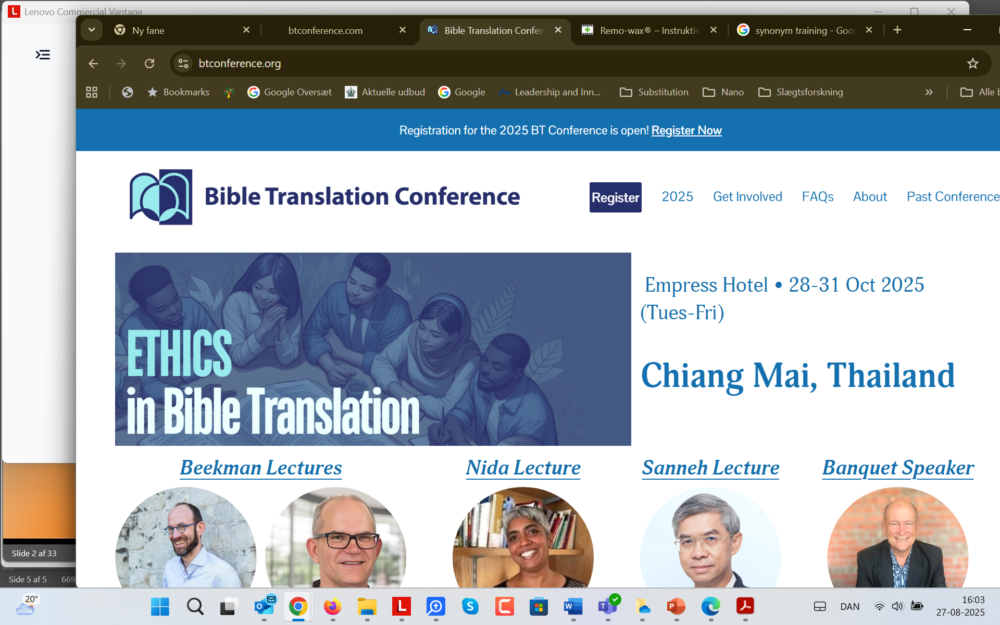 Lenovo Commercial Vantage
Ny fane
btconference.com
Bible Translation Confer
Remo-wax® – Instruktio
synonym training - Goo
btconference.org
Bookmarks
Google Oversæt
Aktuelle udbud
Google
Leadership and Inn...
Substitution
Nano
Slægtsforskning
»
Alle b
Registration for the 2025 BT Conference is open! Register Now
Bible Translation Conference
Register
2025
Get Involved
FAQs
About
Past Conference
ETHICS
in Bible Translation
Empress Hotel • 28-31 Oct 2025
(Tues-Fri)
Chiang Mai, Thailand
Beekman Lectures
Nida Lecture
Sanneh Lecture
Banquet Speaker
Slide 2 af 33
Side 5 af 5
669
20°
DAN
16:03
27-08-2025